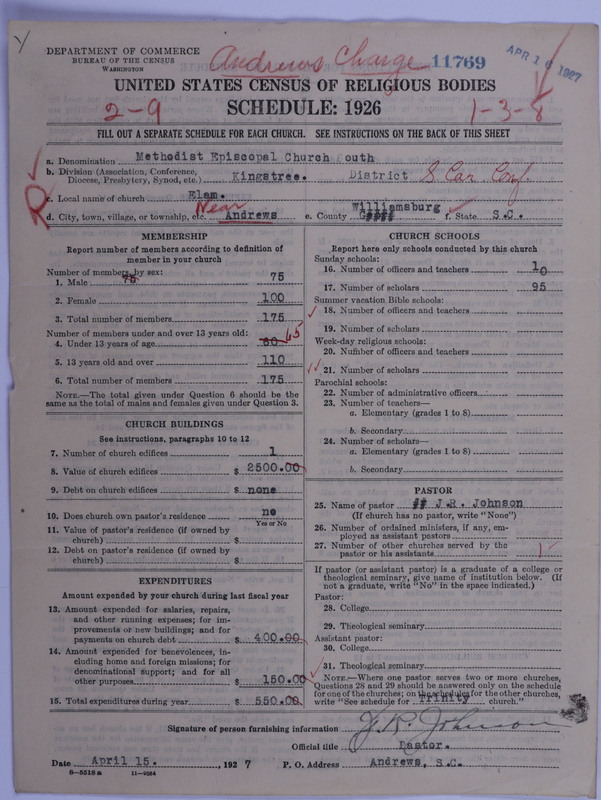 DEPARTMENT OF COMMERCE
BUREAU OF THE CENSUS
WASHINGTON
Andrews Charge
11769
APR 18 1927
UNITED STATES CENSUS OF RELIGIOUS BODIES
2-9
SCHEDULE: 1926
1-3-8
FILL OUT A SEPARATE SCHEDULE FOR EACH CHURCH. SEE INSTRUCTIONS ON THE BACK OF THIS SHEET
a. Denomination Methodist Episcopal Church outh
b. Division (Association, Conference, Diocese, Presbytery, Synod, etc.) Kingstree. District S Car Conf
c. Local name of church Elam.
d. City, town, village, or township, etc. Near Andrews e. County Williamsburg f. State S.C.
R
MEMBERSHIP
Report number of members according to definition of
member in your church
Number of members by sex:
1. Male 75 75
2. Female 100
3. Total number of members 175
Number of members under and over 13 years old:
4. Under 13 years of age 60 65
5. 13 years old and over 110
6. Total number of members 175
NOTE.—The total given under Question 6 should be
same as the total of males and females given under Question 3.
CHURCH BUILDINGS
See instructions, paragraphs 10 to 12
7. Number of church edifices 1
8. Value of church edifices $ 2500.00
9. Debt on church edifices $ none
10. Does church own pastor's residence no
Yes or No
11. Value of pastor's residence (if owned by
church) $
12. Debt on pastor's residence (if owned by
church) $
EXPENDITURES
Amount expended by your church during last fiscal year
13. Amount expended for salaries, repairs,
and other running expenses; for im-
provements or new buildings; and for
payments on church debt $ 400.00
14. Amount expended for benevolences, in-
cluding home and foreign missions; for
denominational support; and for all
other purposes $ 150.00
15. Total expenditures during year $ 550.00
CHURCH SCHOOLS
Report here only schools conducted by this church
Sunday schools:
16. Number of officers and teachers 10
17. Number of scholars 95
Summer vacation Bible schools:
18. Number of officers and teachers
19. Number of scholars
Week-day religious schools:
20. Number of officers and teachers
21. Number of scholars
Parochial schools:
22. Number of administrative officers
23. Number of teachers—
a. Elementary (grades 1 to 8)
b. Secondary
24. Number of scholars—
a. Elementary (grades 1 to 8)
b. Secondary
PASTOR
25. Name of pastor J.R. Johnson
(If church has no pastor, write "None")
26. Number of ordained ministers, if any, em-
ployed as assistant pastors
27. Number of other churches served by the
pastor or his assistants 1
If pastor (or assistant pastor) is a graduate of a college or
theological seminary, give name of institution below. (If
not a graduate, write "No" in the space indicated.)
Pastor:
28. College
29. Theological seminary
Assistant pastor:
30. College
31. Theological seminary
NOTE.—Where one pastor serves two or more churches,
Questions 28 and 29 should be answered only on the schedule
for one of the churches; on the schedules for the other churches,
write "See schedule for Trinity church."
Signature of person furnishing information J.R. Johnson
Official title Pastor.
Date April 15. , 1927 P. O. Address Andrews, S.C.
8-5518a 11-9084